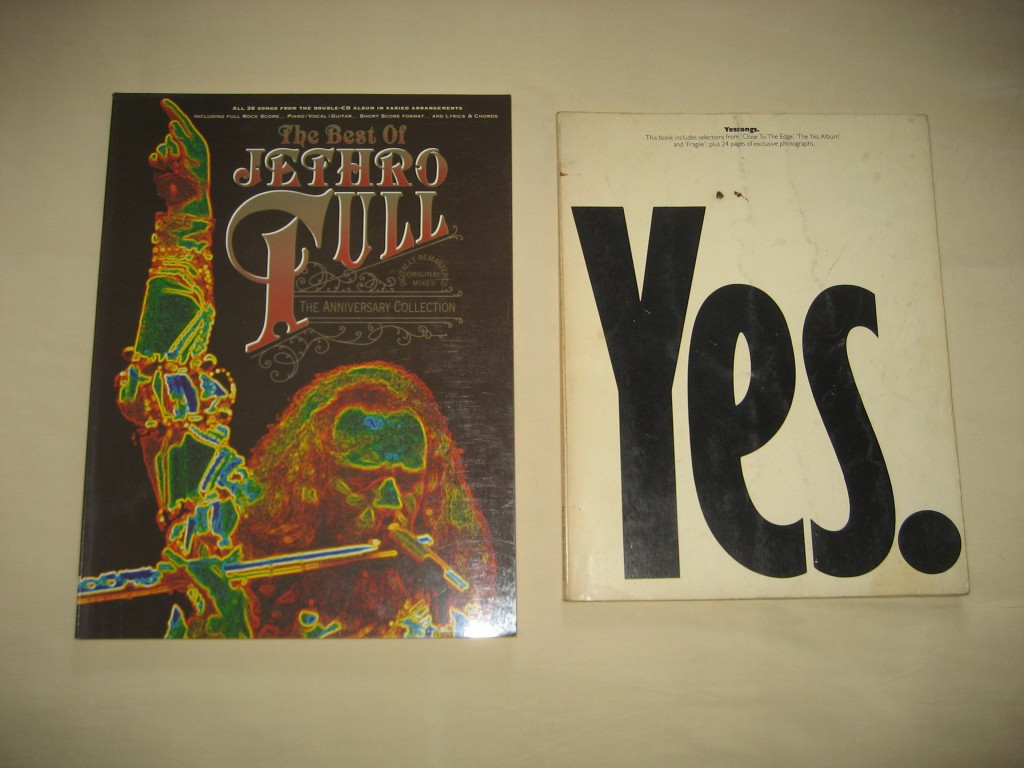 ALL 36 SONGS FROM THE DOUBLE-CD ALBUM IN VARIED ARRANGEMENTS
INCLUDING FULL ROCK SCORE... PIANO/VOCAL/GUITAR... SHORT SCORE FORMAT... AND LYRICS & CHORDS
The Best Of
JETHRO
TULL
DIGITALLY REMASTERED
ORIGINAL
MIXES
THE ANNIVERSARY COLLECTION
Yessongs.
This book includes selections from 'Close To The Edge', 'The Yes Album'
and 'Fragile', plus 24 pages of exclusive photographs.
Yes.